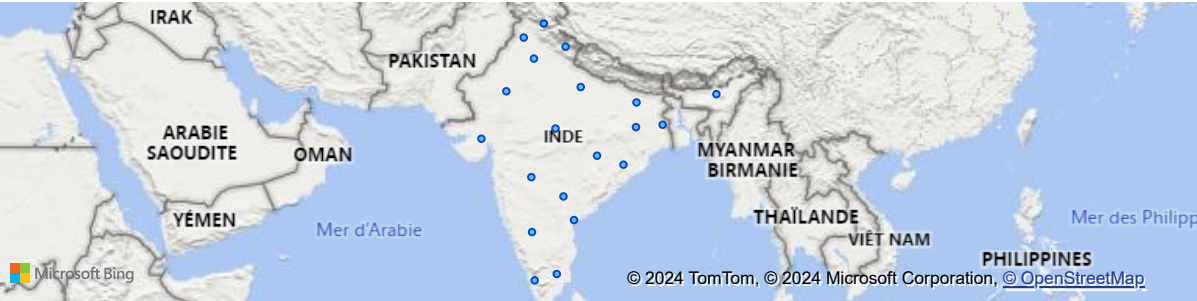 IRAK
PAKISTAN
ARABIE
SAOUDITE
OMAN
INDE
MYANMAR
BIRMANIE
YÉMEN
Mer d'Arabie
THAÏLANDE
VIÊT NAM
Mer des Philipp
PHILIPPINES
Microsoft Bing
© 2024 TomTom, © 2024 Microsoft Corporation, © OpenStreetMap